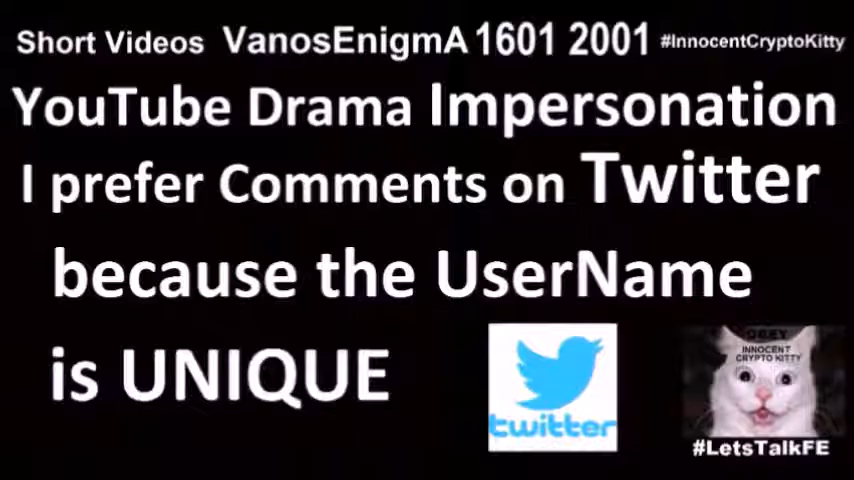 Short Videos VanosEnigmA 1601 2001 #InnocentCryptoKitty
YouTube Drama Impersonation
I prefer Comments on Twitter
because the UserName
is UNIQUE
twitter
OBEY
INNOCENT
CRYPTO KITTY
#LetsTalkFE